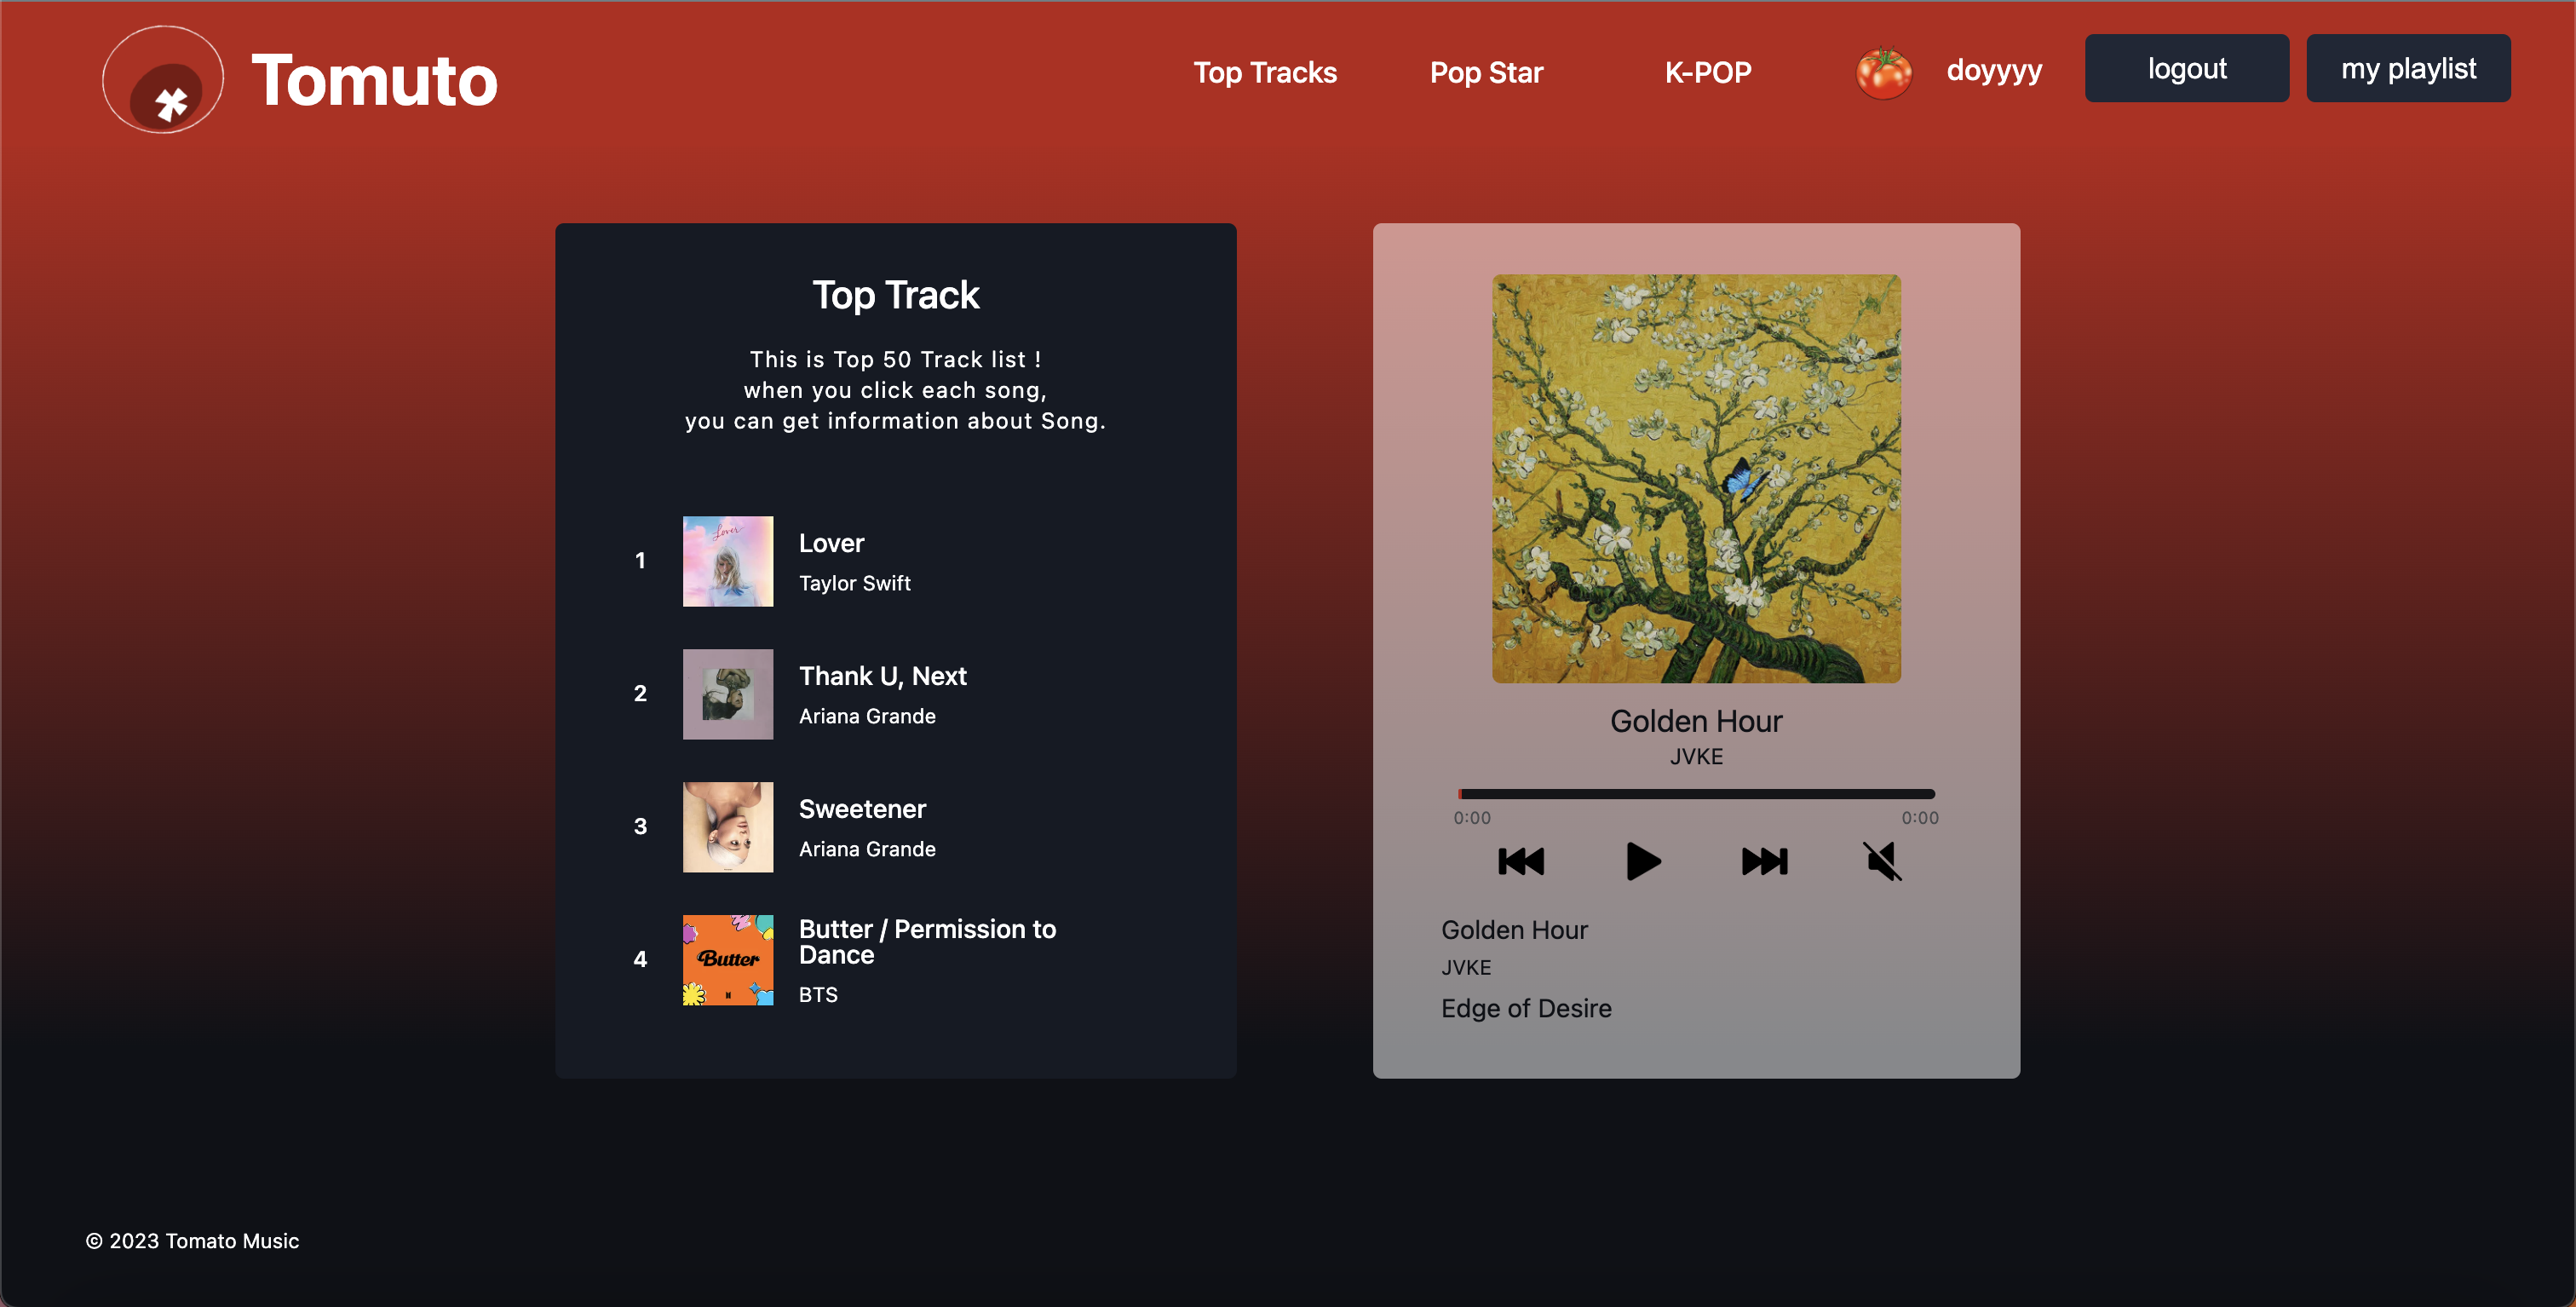 Tomuto
Top Tracks
Pop Star
K-POP
doyyyy
logout
my playlist
Top Track
This is Top 50 Track list !
when you click each song,
you can get information about Song.
1
Lover
Lover
Taylor Swift
2
Thank U, Next
Ariana Grande
3
Sweetener
Ariana Grande
4
Butter
Butter / Permission to
Dance
BTS
Golden Hour
JVKE
0:00
0:00
Golden Hour
JVKE
Edge of Desire
© 2023 Tomato Music